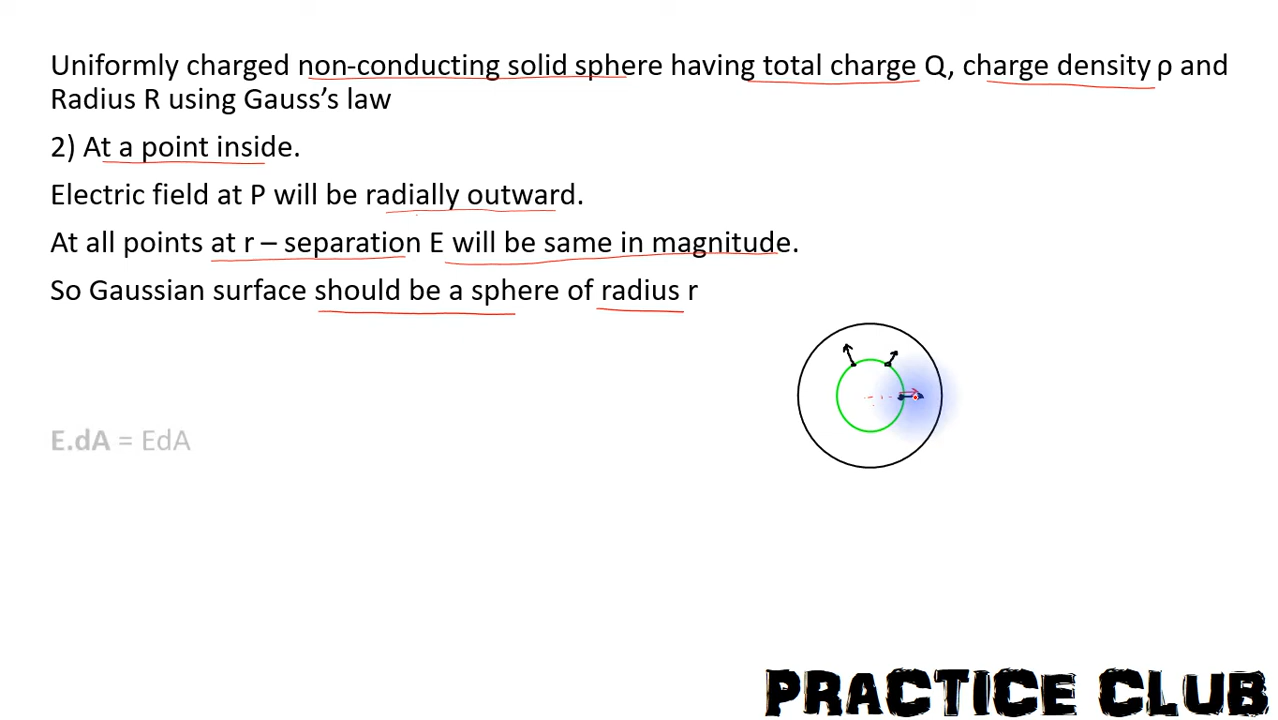 Uniformly charged non-conducting solid sphere having total charge Q, charge density ρ and
Radius R using Gauss’s law
2) At a point inside.
Electric field at P will be radially outward.
At all points at r – separation E will be same in magnitude.
So Gaussian surface should be a sphere of radius r
E.dA = EdA
PRACTICE CLUB